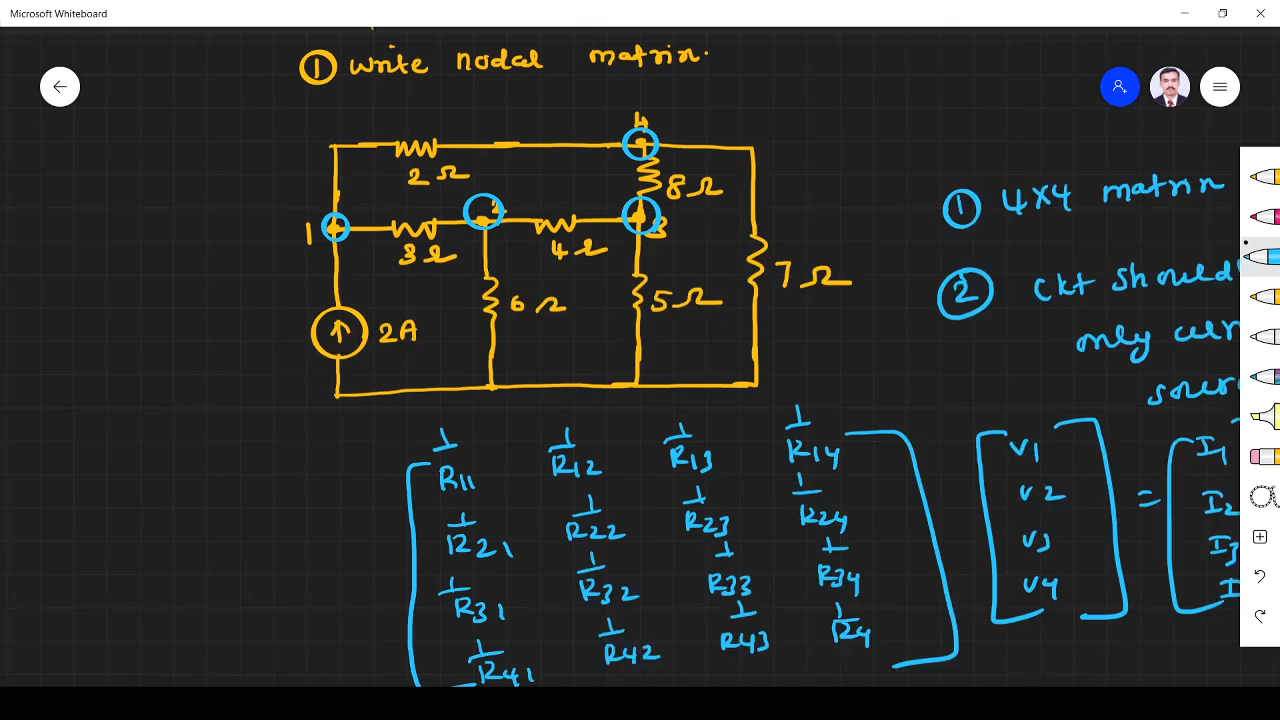 Microsoft Whiteboard
① write nodal matrix.
4
2 Ω
8 Ω
① 4x4 matrix
1
2
3
3 Ω
4 Ω
7 Ω
② ckt should
6 Ω
5 Ω
2A
only
1/R11 1/R12 1/R13 1/R14 V1 = I1
1/R21 1/R22 1/R23 1/R24 V2 I2
1/R31 1/R32 1/R33 1/R34 V3 I3
1/R41 1/R42 1/R43 1/R4 V4 I